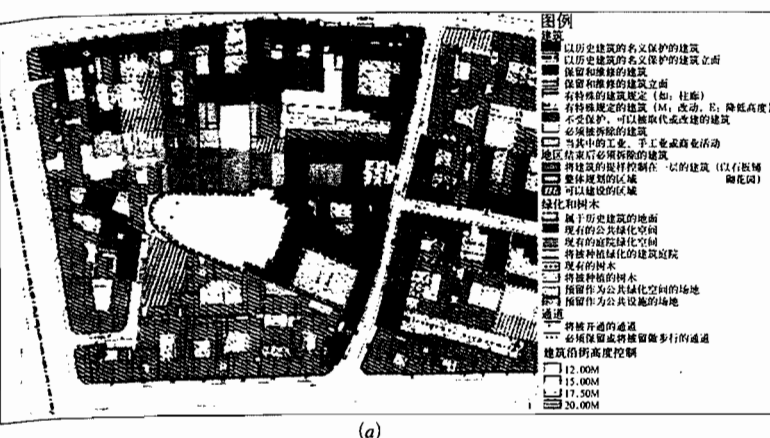 图例
建筑
以历史建筑的名义保护的建筑
以历史建筑的名义保护的建筑立面
保留和维修的建筑
保留和维修的建筑立面
有特殊的建筑规定（如：柱廊）
有特殊规定的建筑（M：改动，E：降低高度）
不受保护，可以被取代或改建的建筑
必须被拆除的建筑
当其中的工业、手工业或商业活动
地区结束后必须拆除的建筑
将建筑的提样控制在一层的建筑（以石板铺
整体规划的区域 砌花园）
可以建设的区域
绿化和树木
属于历史建筑的地面
现有的公共绿化空间
现有的庭院绿化空间
将被种植绿化的建筑庭院
现有的树木
将被种植的树木
预留作为公共绿化空间的场地
预留作为公共设施的场地
通道
将被开通的通道
必须保留或将被留做步行的通道
建筑沿街高度控制
12.00M
15.00M
17.50M
20.00M
(a)